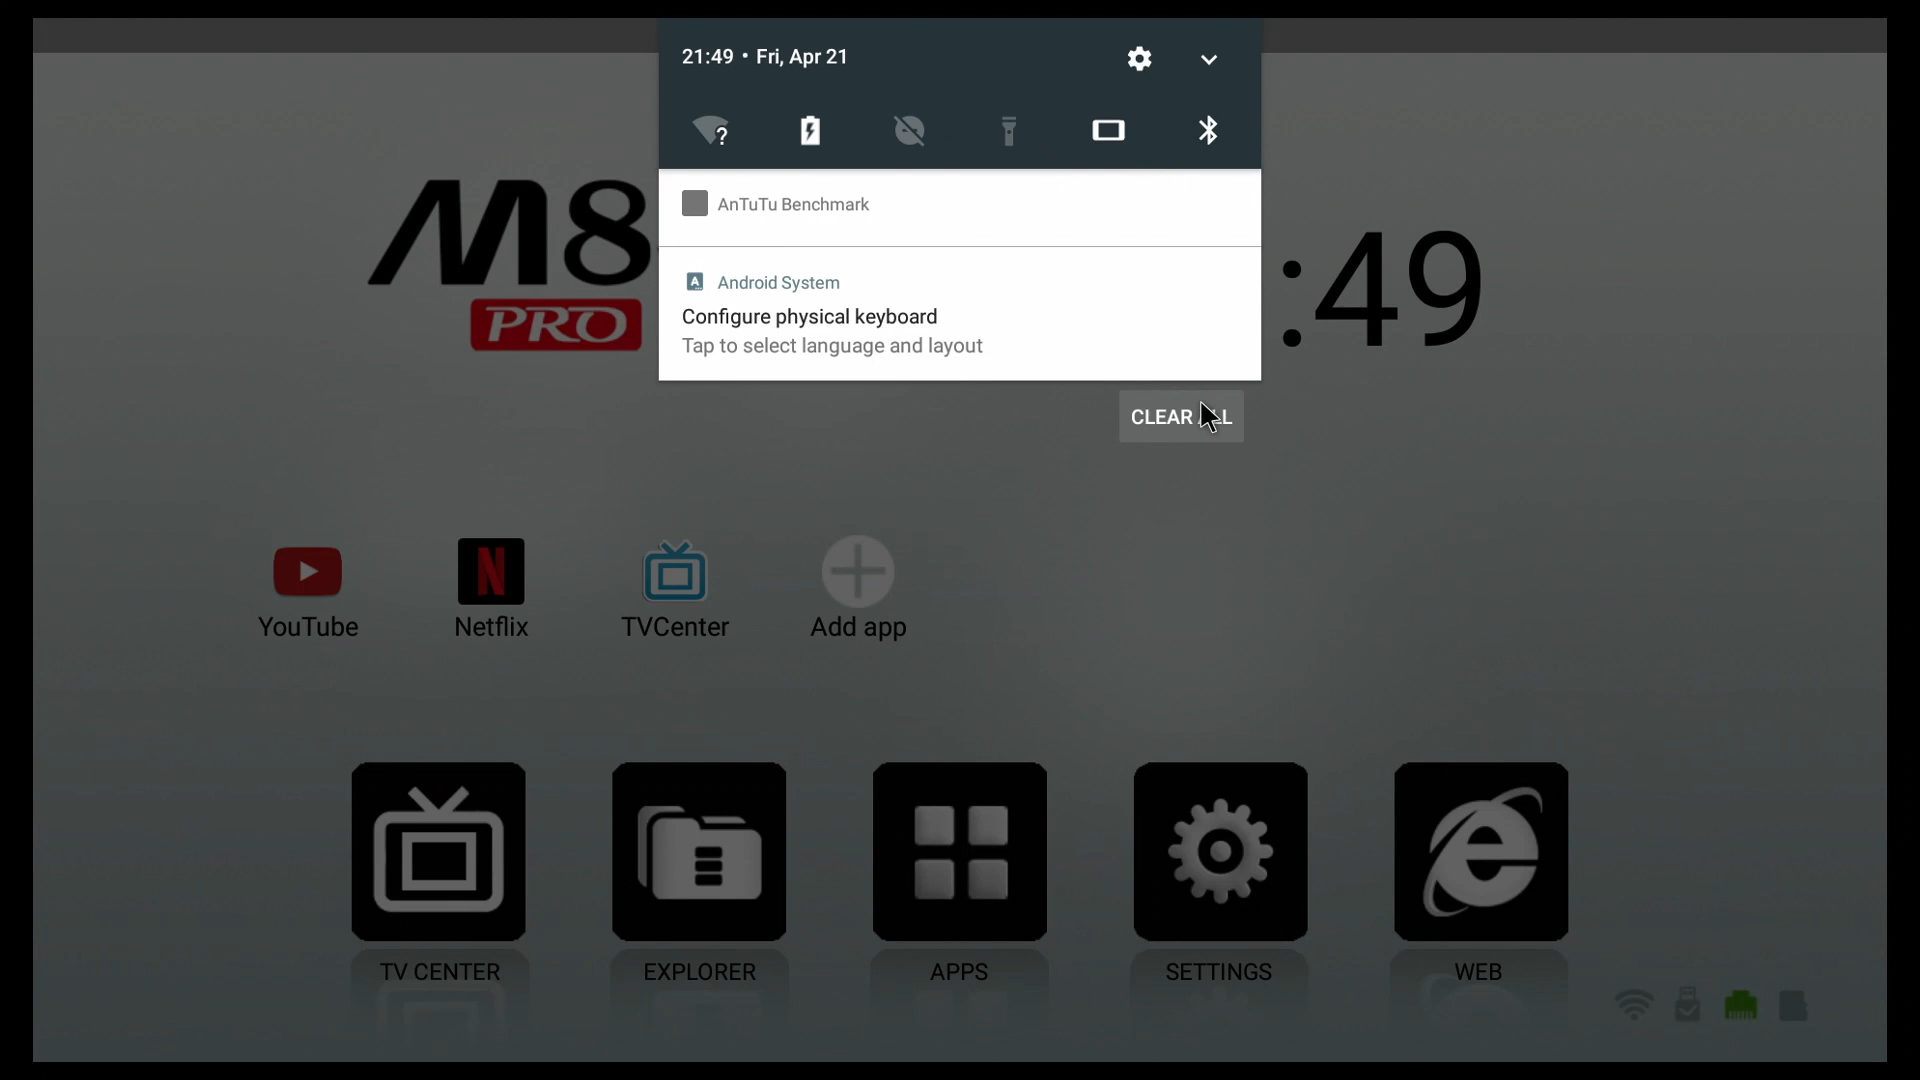 21:49 • Fri, Apr 21
?
AnTuTu Benchmark
Android System
Configure physical keyboard
Tap to select language and layout
M8
PRO
:49
CLEAR
YouTube
Netflix
TVCenter
Add app
TV CENTER
EXPLORER
APPS
SETTINGS
WEB